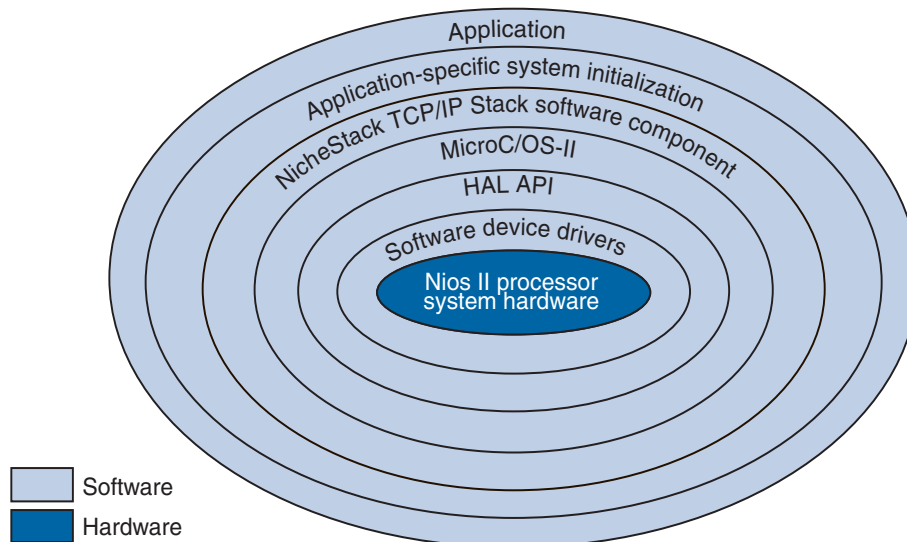 Application
Application-specific system initialization
NicheStack TCP/IP Stack software component
MicroC/OS-II
HAL API
Software device drivers
Nios II processor
system hardware
Software
Hardware